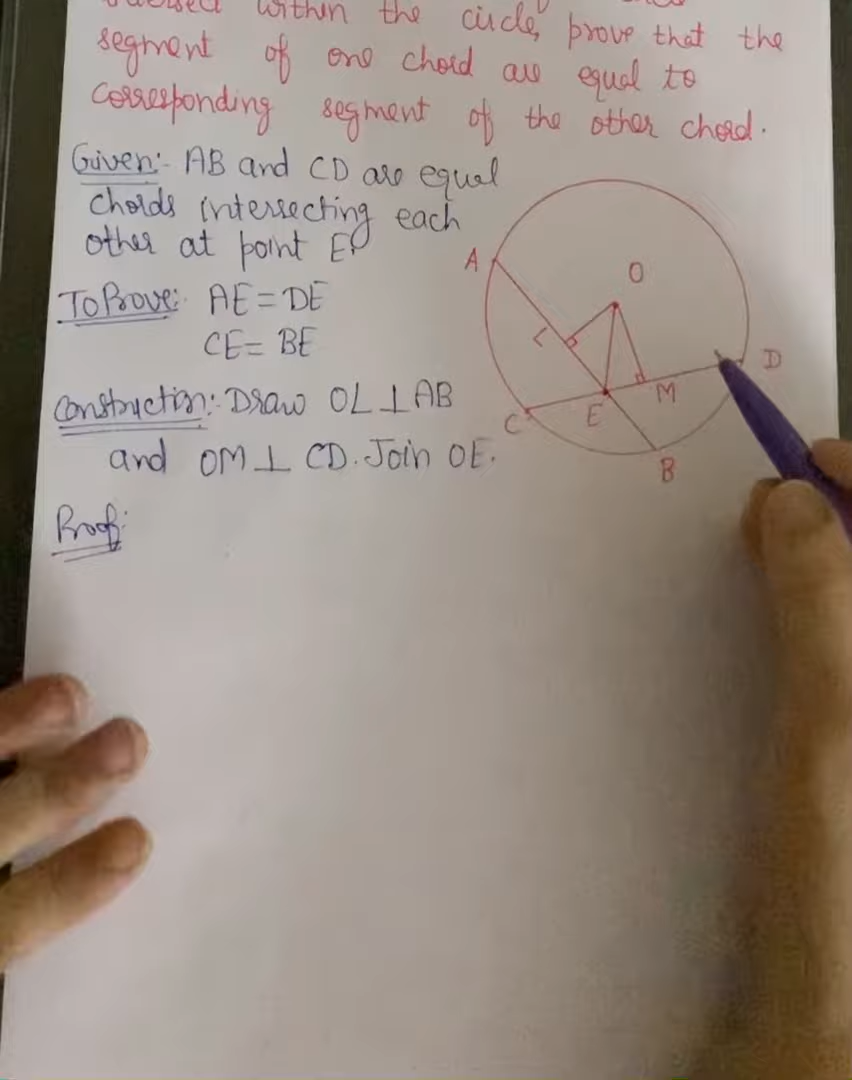 within the circle, prove that the
segment of one chord are equal to
corresponding segment of the other chord.
Given:- AB and CD are equal
chords intersecting each
other at point E.
To Prove: AE = DE
CE = BE
Construction:- Draw OL ⊥ AB
and OM ⊥ CD. Join OE.
Proof:
A
O
L
D
M
C
E
B